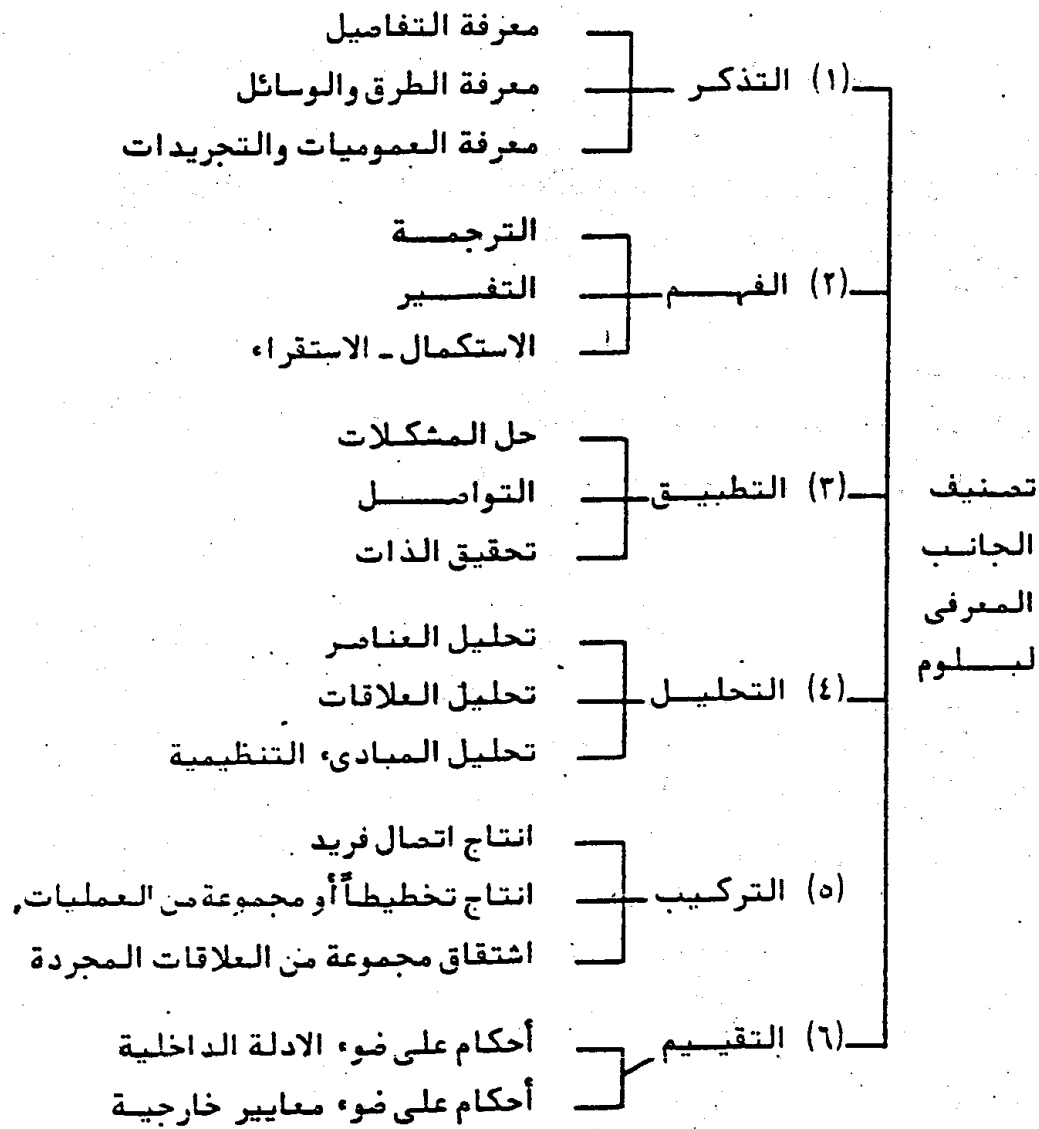 تصنيف
الجانب
المعرفى
لبلوم
(١) التذكر
معرفة التفاصيل
معرفة الطرق والوسائل
معرفة العموميات والتجريدات
(٢) الفهم
الترجمة
التفسير
الاستكمال - الاستقراء
(٣) التطبيق
حل المشكلات
التواصل
تحقيق الذات
(٤) التحليل
تحليل العناصر
تحليل العلاقات
تحليل المبادىء التنظيمية
(٥) التركيب
انتاج اتصال فريد
انتاج تخطيطاً أو مجموعة من العمليات,
اشتقاق مجموعة من العلاقات المجردة
(٦) التقييم
أحكام على ضوء الادلة الداخلية
أحكام على ضوء معايير خارجية